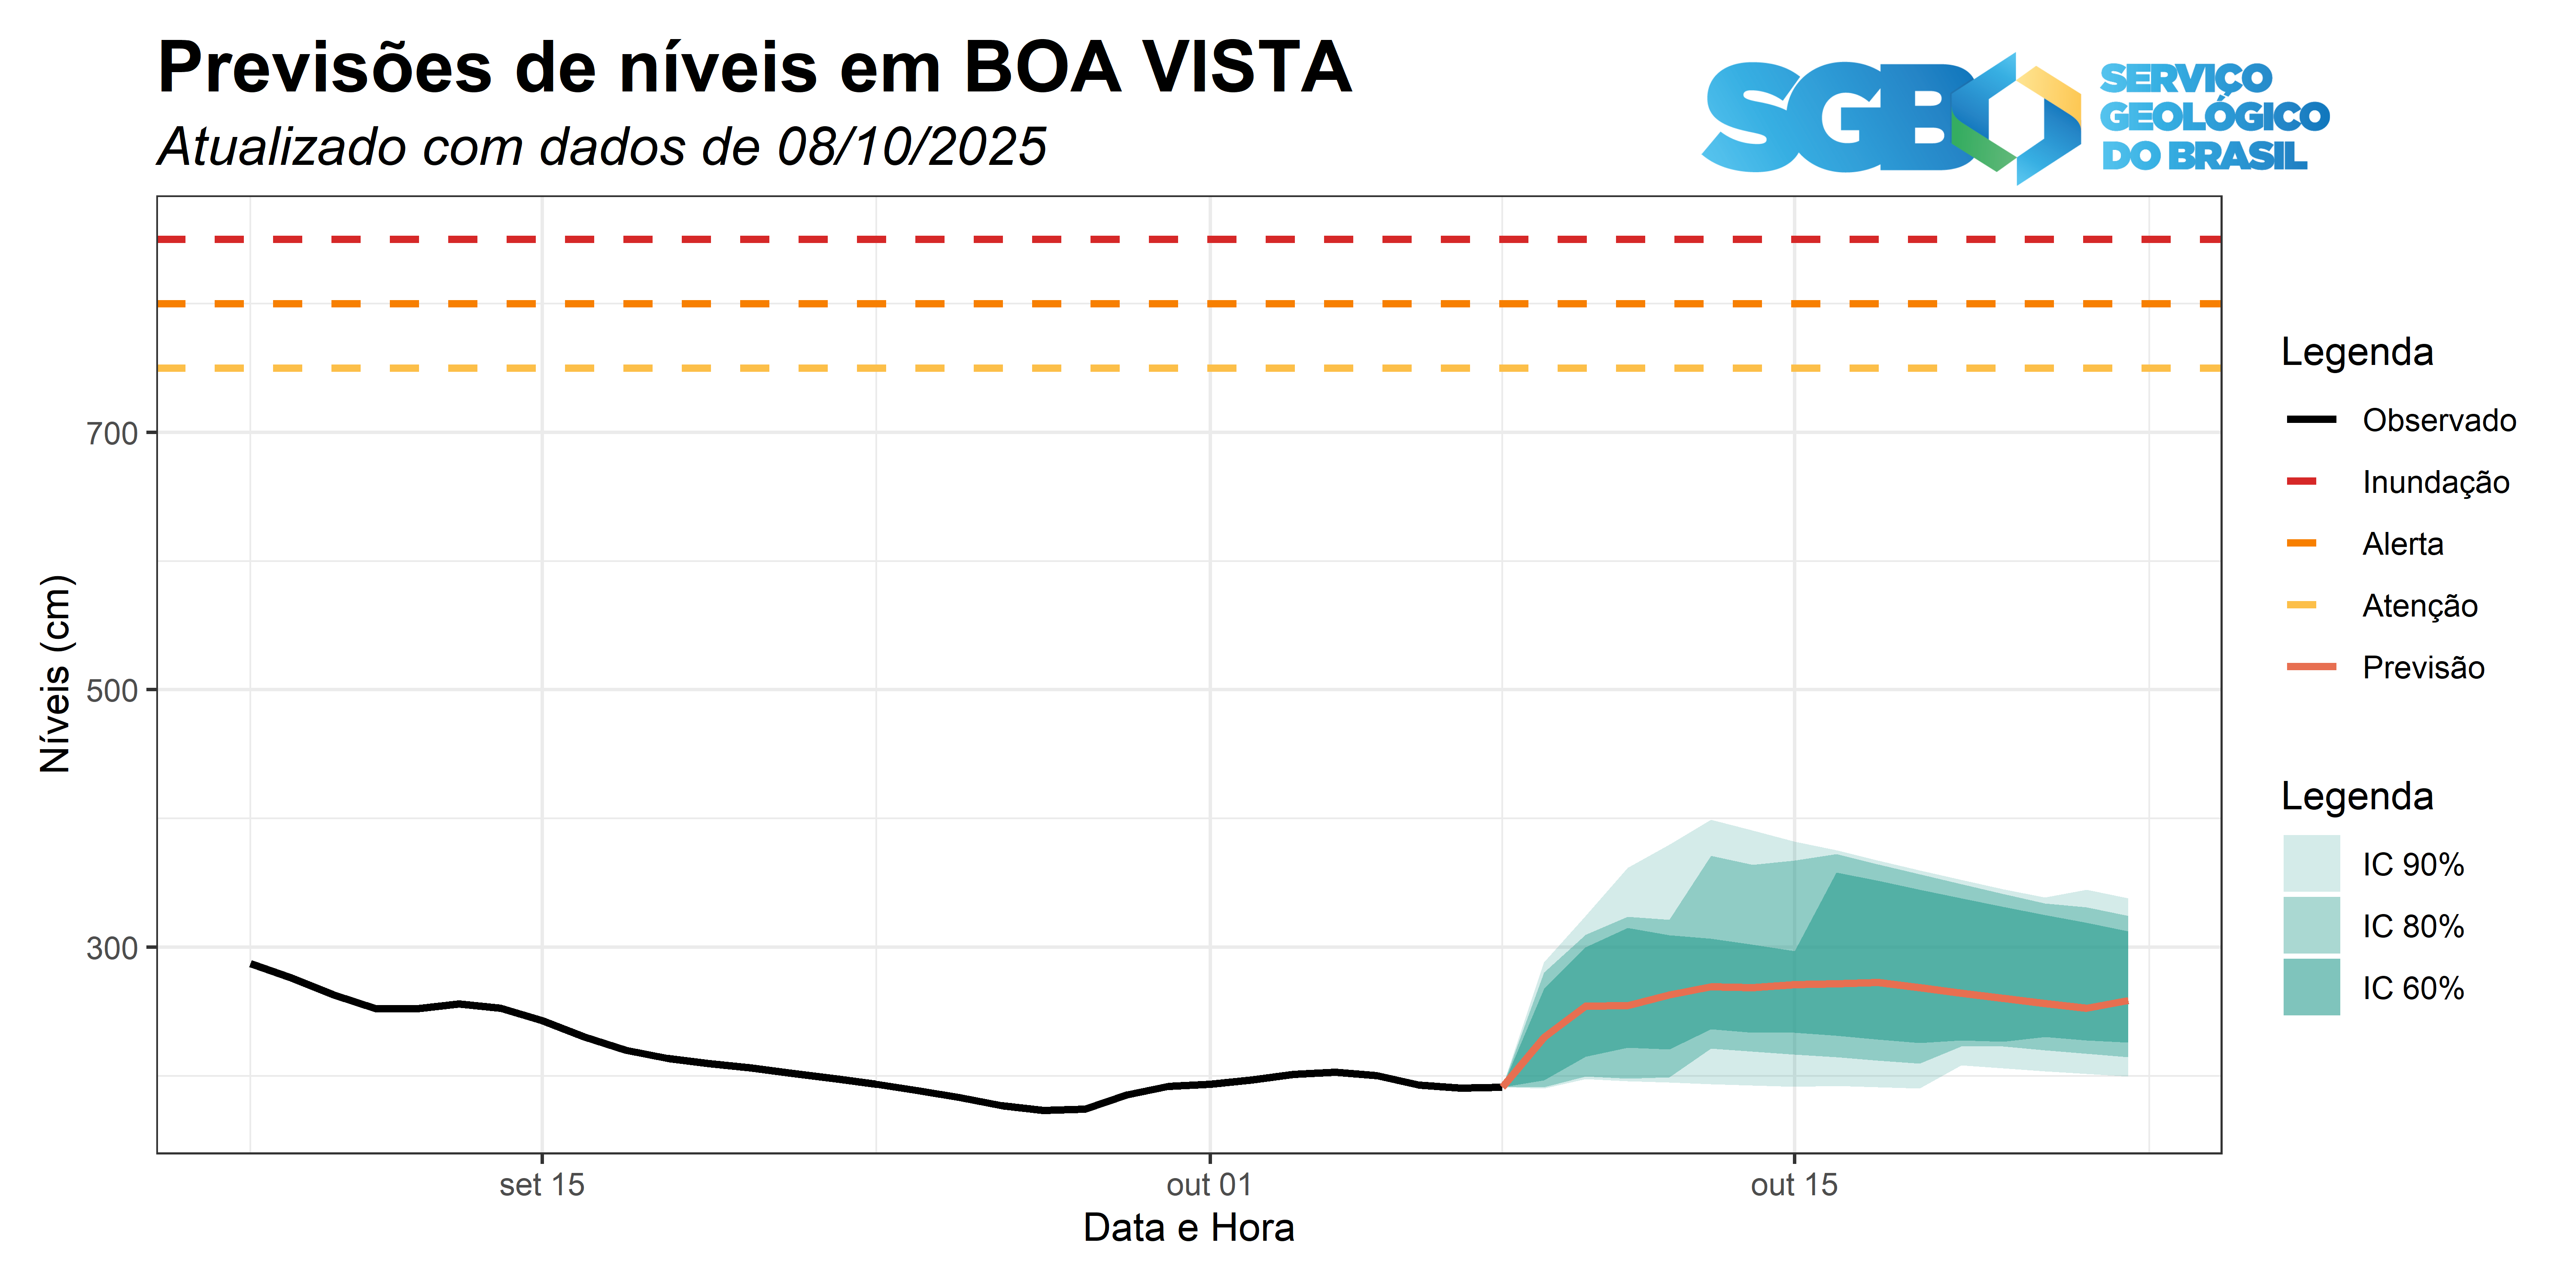 Previsões de níveis em BOA VISTA
Atualizado com dados de 08/10/2025
SGB
SERVIÇO
GEOLÓGICO
DO BRASIL
Níveis (cm)
700
500
300
set 15
out 01
out 15
Data e Hora
Legenda
Observado
Inundação
Alerta
Atenção
Previsão
Legenda
IC 90%
IC 80%
IC 60%